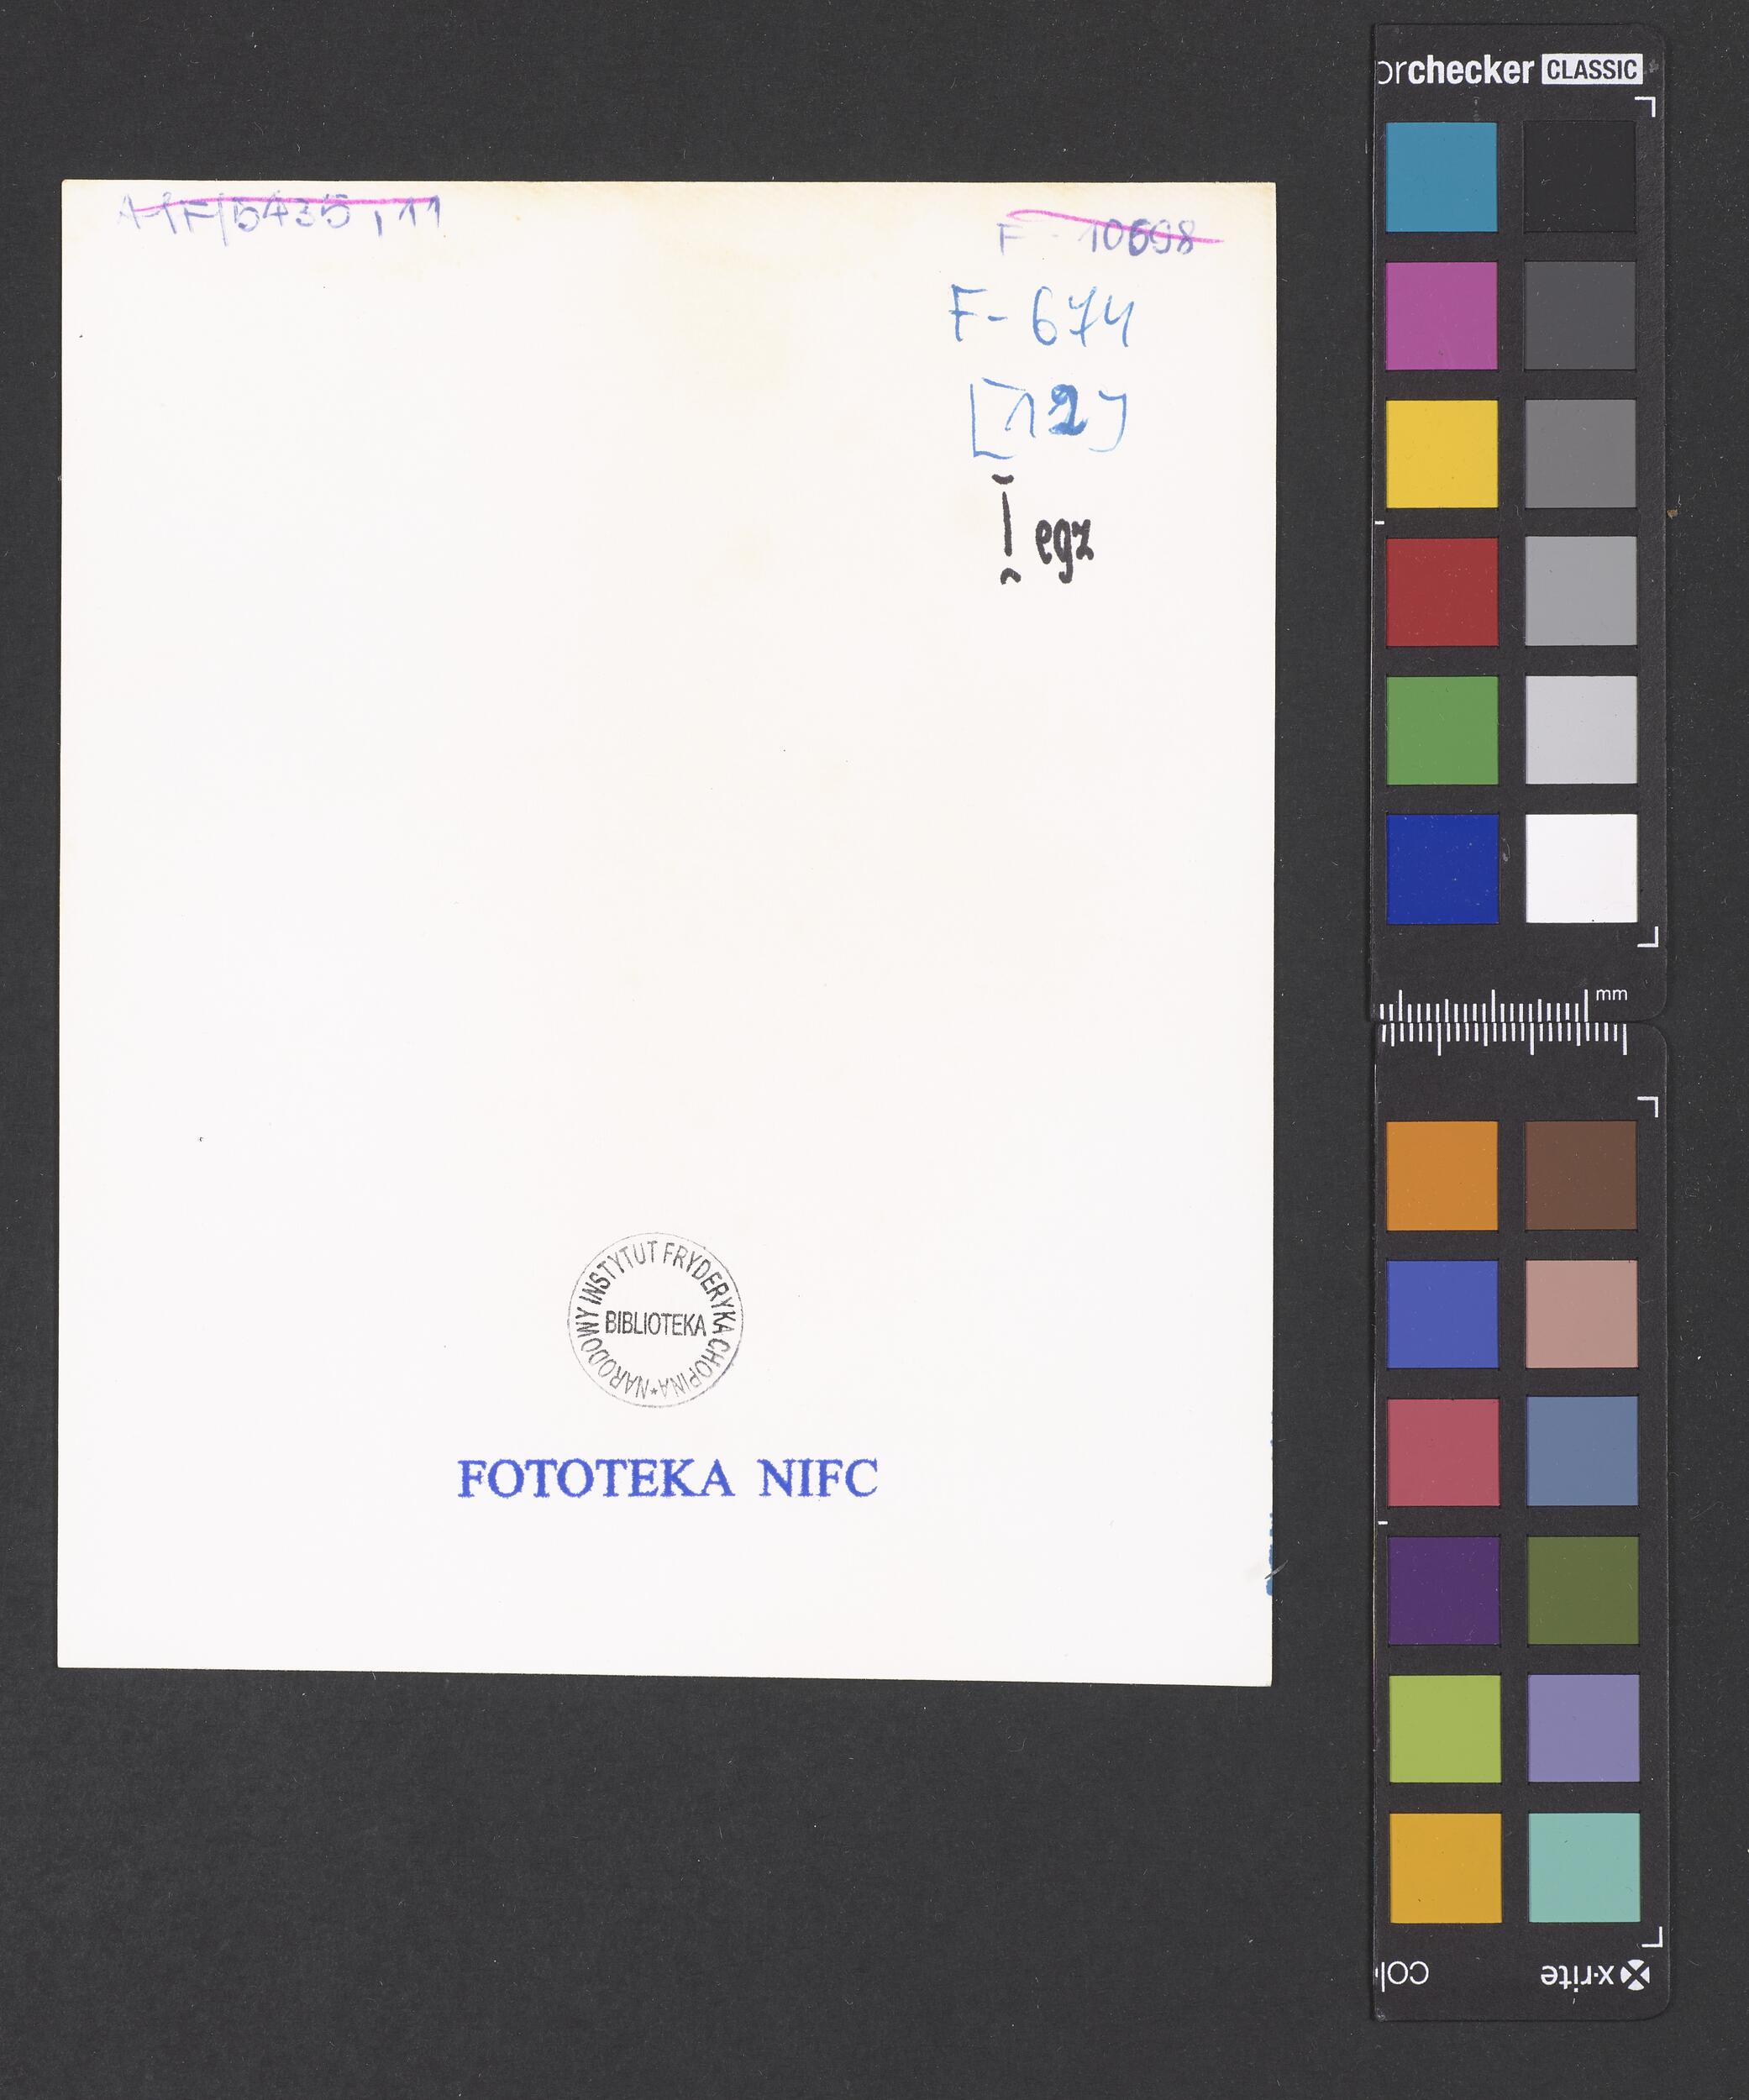 A-1F/5435, 11
F - 10698
F- 674
[12]
I egz
NARODOWY INSTYTUT FRYDERYKA CHOPINA *
BIBLIOTEKA
FOTOTEKA NIFC
orchecker CLASSIC
mm
x·rite
col